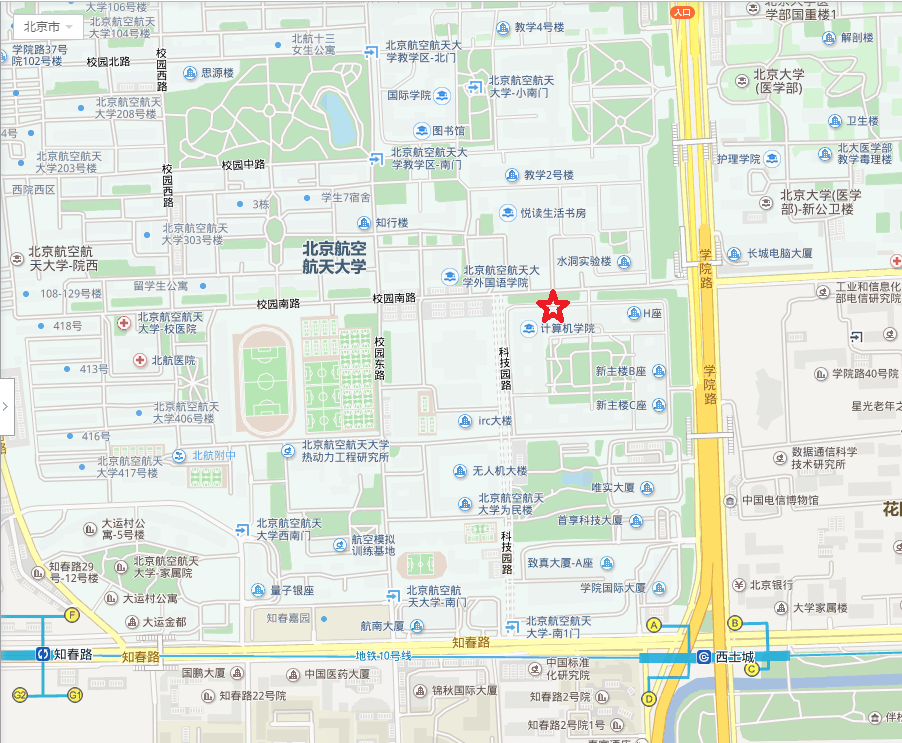 北京市
北京航空航天
大学106号楼
北京航空航天
大学104号楼
学院路37号
院102号楼
校园北路
校园西路
思源楼
北航十三
女生公寓
北京航空航天大
学教学区-北门
教学4号楼
入口
学部国重楼1
解剖楼
北京大学
(医学部)
国际学院
北京航空航天
大学-小南门
北京航空航天
大学208号楼
图书馆
4号
卫生楼
北京航空航天
大学203号楼
校园中路
校园西路
北京航空航天大
学教学区-南门
教学2号楼
护理学院
北大医学部
教学毒理楼
西院西区
3栋
学生7宿舍
知行楼
悦读生活书房
北京大学(医学
部)-新公卫楼
北京航空航天
大学303号楼
北京航空
航天大学
北京航空航
天大学-院西
水洞实验楼
学院路
长城电脑大厦
北京航空航天大
学外国语学院
留学生公寓
108-129号楼
校园南路
校园南路
工业和信息化
部电信研究院
418号
北京航空航天
大学-校医院
计算机学院
H座
校园东路
科技园路
北航医院
413号
新主楼B座
学院路
学院路40号院
新主楼C座
星光老年之
北京航空航天
大学406号楼
irc大楼
416号
北京航空航天
大学417号楼
北航附中
北京航空航天大学
热动力工程研究所
数据通信科学
技术研究所
无人机大楼
唯实大厦
中国电信博物馆
北京航空航天
大学为民楼
首享科技大厦
大运村公
寓-5号楼
北京航空航天
大学西南门
航空模拟
训练基地
科技园路
知春路29
号-12号楼
北京航空航天
大学-家属院
致真大厦-A座
学院国际大厦
北京银行
大运村公寓
量子银座
北京航空航
天大学-南门
大学家属楼
F
大运金都
知春嘉园
航南大厦
北京航空航天
大学-南1门
A
B
知春路
知春路
知春路
地铁10号线
西土城
C
国鹏大厦
中国医药大厦
中国标准
化研究院
G2
G1
知春路22号院
锦秋国际大厦
知春路2号院
D
知春路2号院1号